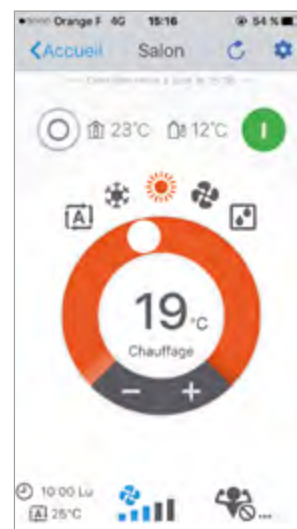 Orange F 4G 15:16 54 %
Accueil Salon
23°C 12°C
A
19 °C
Chauffage
− +
10:00 Lu
A 25°C
...